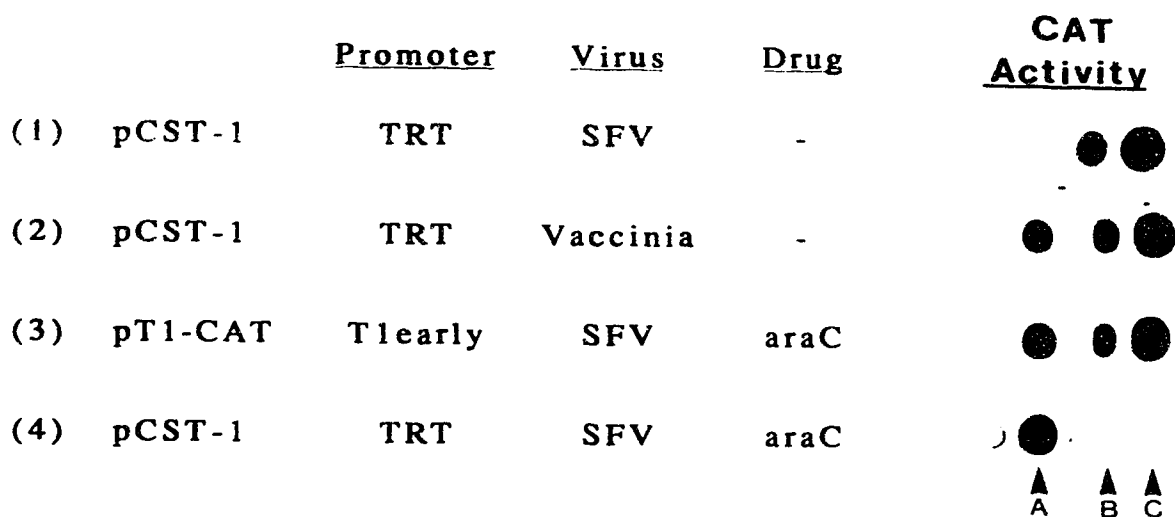 CAT
Promoter Virus Drug Activity
(1) pCST-1 TRT SFV -
(2) pCST-1 TRT Vaccinia -
(3) pT1-CAT T1early SFV araC
(4) pCST-1 TRT SFV araC
A B C